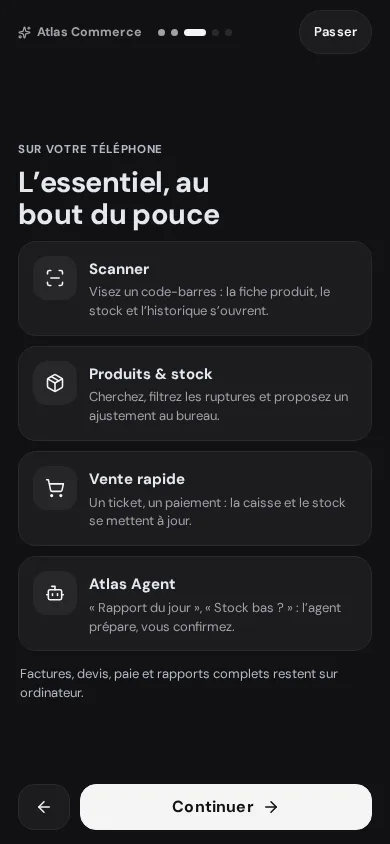 Atlas Commerce
Passer
SUR VOTRE TÉLÉPHONE
L’essentiel, au
bout du pouce
Scanner
Visez un code-barres : la fiche produit, le
stock et l’historique s’ouvrent.
Produits & stock
Cherchez, filtrez les ruptures et proposez un
ajustement au bureau.
Vente rapide
Un ticket, un paiement : la caisse et le stock
se mettent à jour.
Atlas Agent
« Rapport du jour », « Stock bas ? » : l’agent
prépare, vous confirmez.
Factures, devis, paie et rapports complets restent sur
ordinateur.
Continuer